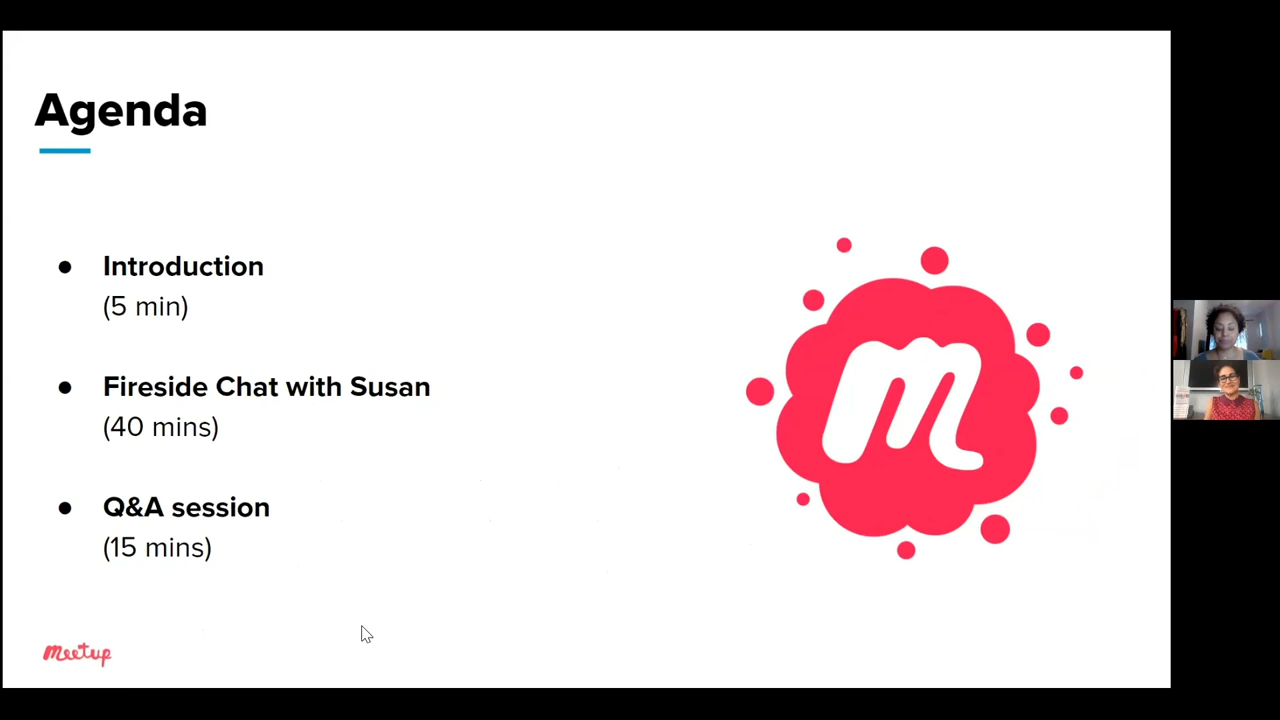 Agenda
● Introduction
(5 min)
● Fireside Chat with Susan
(40 mins)
● Q&A session
(15 mins)
m
meetup